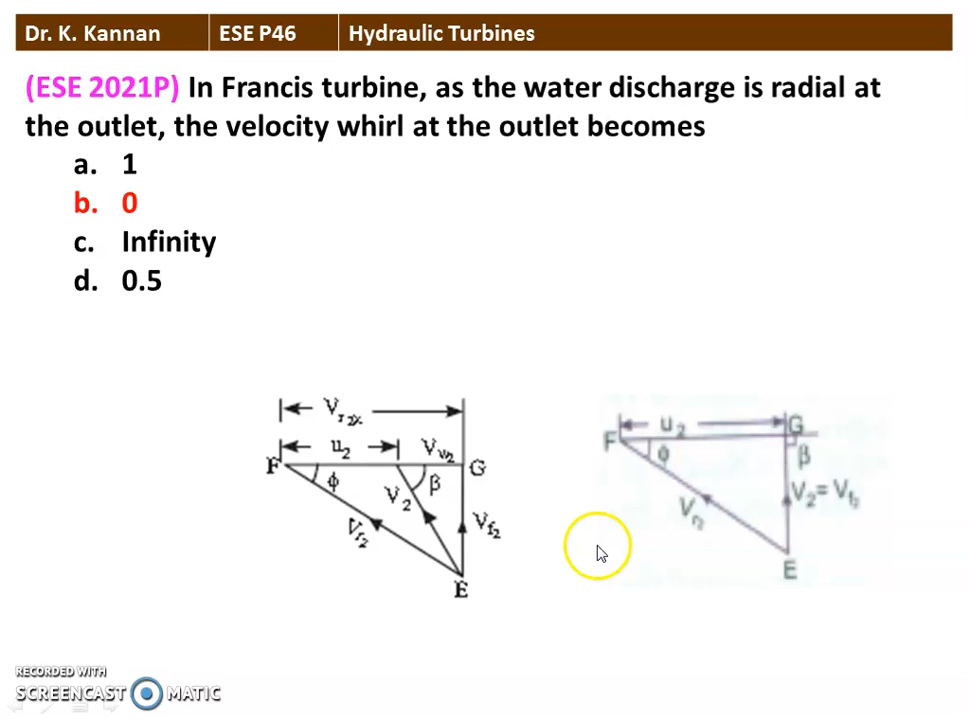 Dr. K. Kannan ESE P46 Hydraulic Turbines
(ESE 2021P) In Francis turbine, as the water discharge is radial at
the outlet, the velocity whirl at the outlet becomes
a. 1
b. 0
c. Infinity
d. 0.5
u2 Vw2
F G
ϕ V2 β
Vr2 Vf2
E
u2 G
F ϕ β
Vr2 V2= Vf2
E
RECORDED WITH
SCREENCAST MATIC